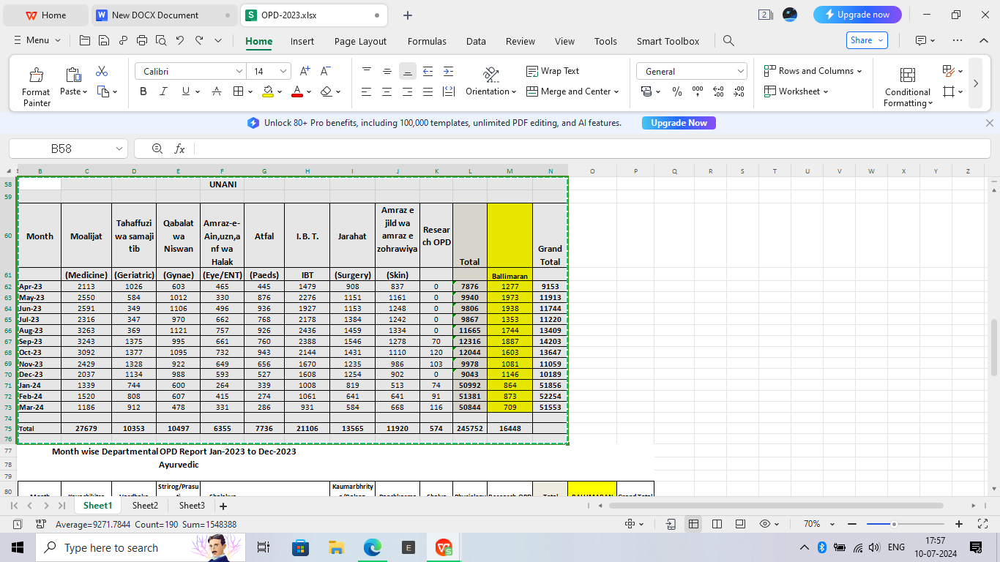 Home New DOCX Document OPD-2023.xlsx 2 Upgrade now
Menu Home Insert Page Layout Formulas Data Review View Tools Smart Toolbox Share
Format Painter Paste Calibri 14 B I U A Orientation Wrap Text Merge and Center General Rows and Columns Worksheet Conditional Formatting
Unlock 80+ Pro benefits, including 100,000 templates, unlimited PDF editing, and AI features. Upgrade Now
B58 fx
B C D E F G H I J K L M N O P Q R S T U V W X Y Z
58 UNANI
59
60 Month Moalijat Tahaffuzi wa samaji tib Qabalat wa Niswan Amraz-e-Ain,uzn,anf wa Halak Atfal I. B. T. Jarahat Amraz e jild wa amraz e zohrawiya Research OPD Total Grand Total
61 (Medicine) (Geriatric) (Gynae) (Eye/ENT) (Paeds) IBT (Surgery) (Skin) Ballimaran
62 Apr-23 2113 1026 603 465 445 1479 908 837 0 7876 1277 9153
63 May-23 2550 584 1012 330 876 2276 1151 1161 0 9940 1973 11913
64 Jun-23 2591 349 1106 496 936 1927 1153 1248 0 9806 1938 11744
65 Jul-23 2316 347 970 662 768 2178 1384 1242 0 9867 1353 11220
66 Aug-23 3263 369 1121 757 926 2436 1459 1334 0 11665 1744 13409
67 Sep-23 3243 1375 995 661 760 2388 1546 1278 70 12316 1887 14203
68 Oct-23 3092 1377 1095 732 943 2144 1431 1110 120 12044 1603 13647
69 Nov-23 2429 1328 922 649 656 1670 1235 986 103 9978 1081 11059
70 Dec-23 2037 1134 988 593 527 1608 1254 902 0 9043 1146 10189
71 Jan-24 1339 744 600 264 339 1008 819 513 74 50992 864 51856
72 Feb-24 1520 808 607 415 274 1061 641 641 91 51381 873 52254
73 Mar-24 1186 912 478 331 286 931 584 668 116 50844 709 51553
74
75 Total 27679 10353 10497 6355 7736 21106 13565 11920 574 245752 16448
76
77 Month wise Departmental OPD Report Jan-2023 to Dec-2023
78 Ayurvedic
79
80 Strirog/Prasu Kaumarbhrity
Sheet1 Sheet2 Sheet3
Average=9271.7844 Count=190 Sum=1548388 70%
Type here to search ENG 17:57
10-07-2024